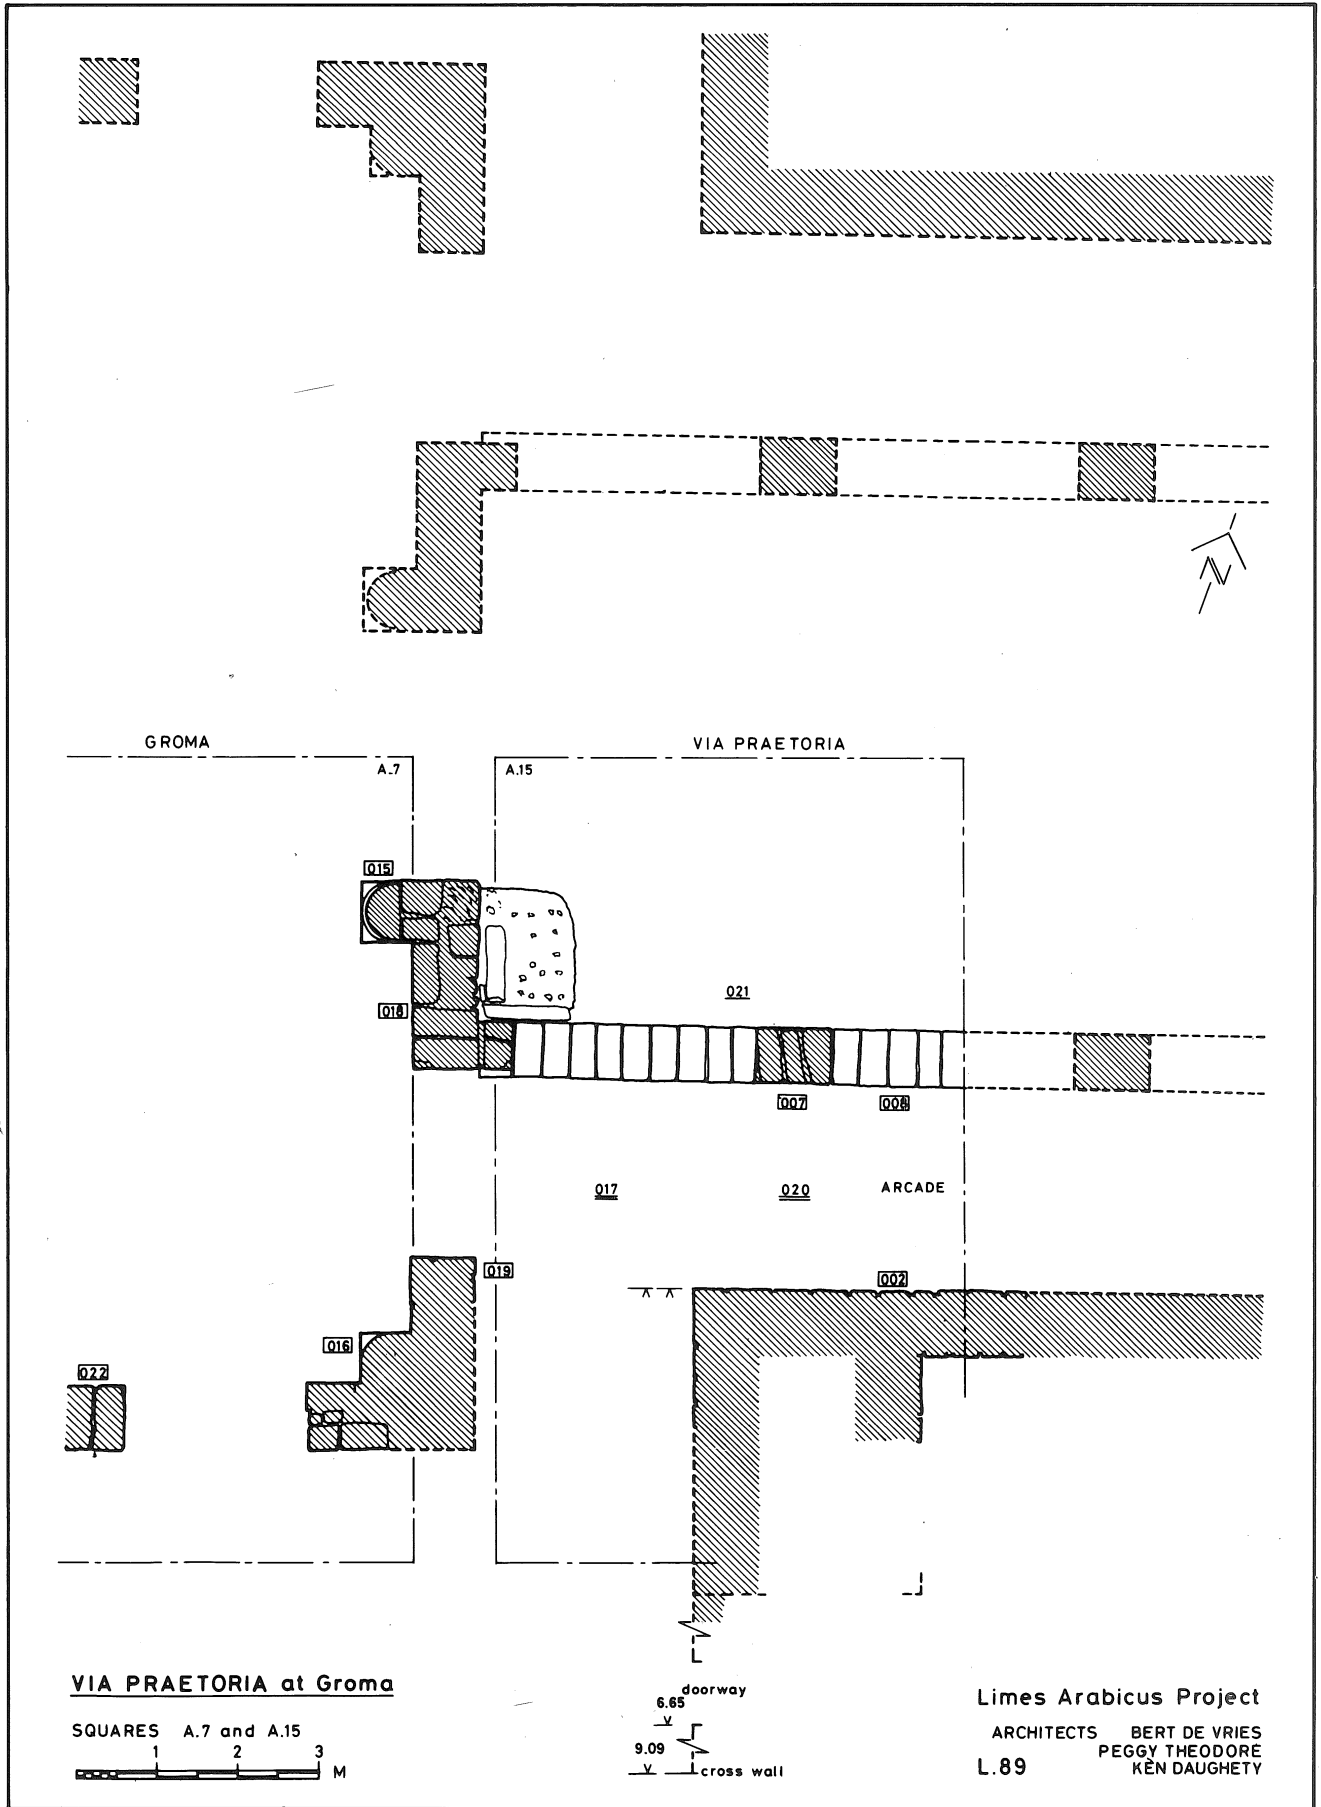 GROMA
VIA PRAETORIA
A.7
A.15
015
018
021
007
008
017
020
ARCADE
019
002
016
022
VIA PRAETORIA at Groma
SQUARES A.7 and A.15
1 2 3
M
doorway
6.65
9.09
cross wall
Limes Arabicus Project
ARCHITECTS BERT DE VRIES
PEGGY THEODORE
L.89 KEN DAUGHETY
N